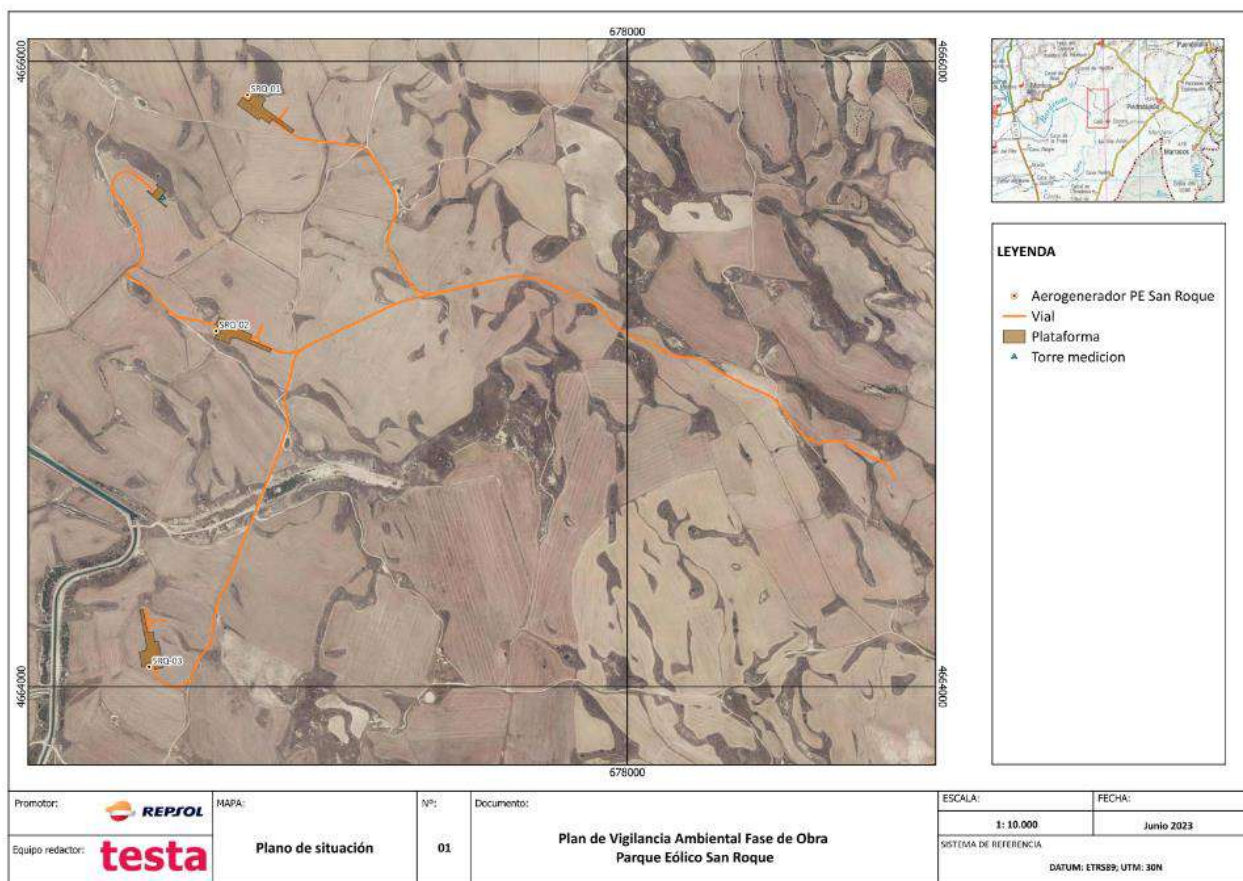 678000
4666000
4666000
SRQ-01
SRQ-02
SRQ-03
4664000
4664000
678000
LEYENDA
Aerogenerador PE San Roque
Vial
Plataforma
Torre medicion
Promotor:
REPSOL
Equipo redactor:
testa
MAPA:
Plano de situación
Nº:
01
Documento:
Plan de Vigilancia Ambiental Fase de Obra
Parque Eólico San Roque
ESCALA:
1: 10.000
FECHA:
Junio 2023
SISTEMA DE REFERENCIA
DATUM: ETRS89; UTM: 30N